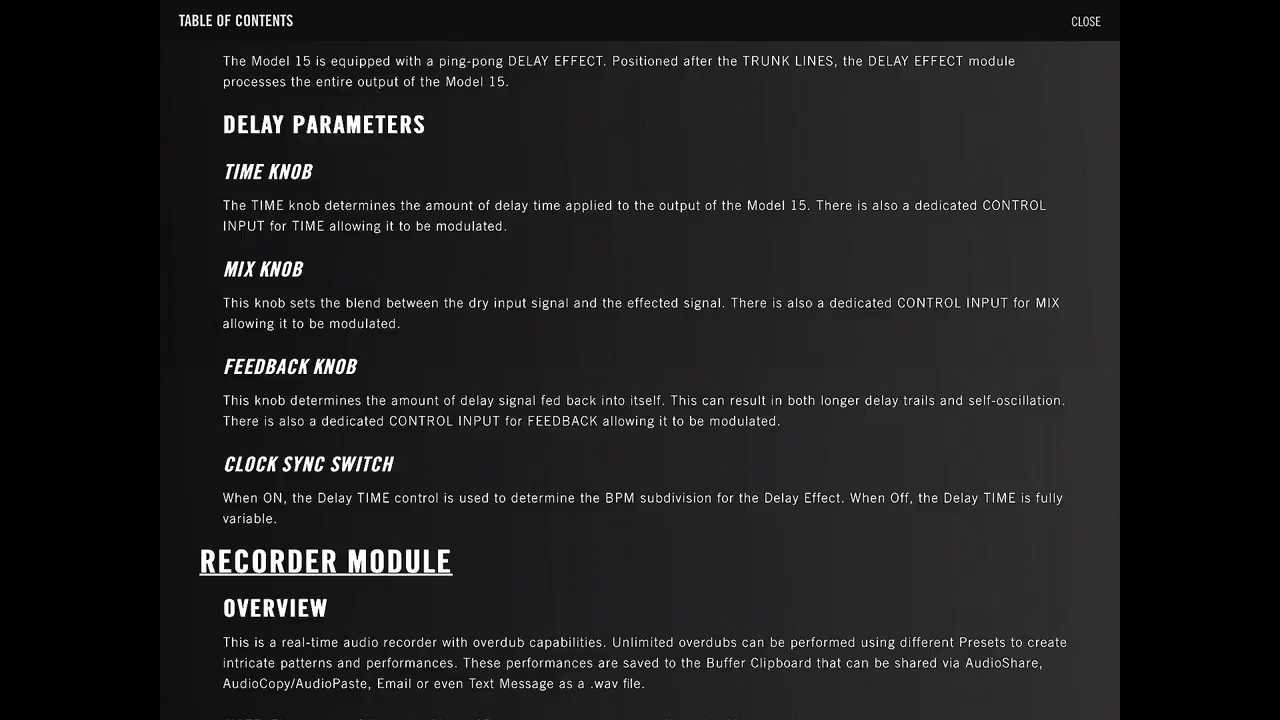 TABLE OF CONTENTS
CLOSE
The Model 15 is equipped with a ping-pong DELAY EFFECT. Positioned after the TRUNK LINES, the DELAY EFFECT module
processes the entire output of the Model 15.
DELAY PARAMETERS
TIME KNOB
The TIME knob determines the amount of delay time applied to the output of the Model 15. There is also a dedicated CONTROL
INPUT for TIME allowing it to be modulated.
MIX KNOB
This knob sets the blend between the dry input signal and the effected signal. There is also a dedicated CONTROL INPUT for MIX
allowing it to be modulated.
FEEDBACK KNOB
This knob determines the amount of delay signal fed back into itself. This can result in both longer delay trails and self-oscillation.
There is also a dedicated CONTROL INPUT for FEEDBACK allowing it to be modulated.
CLOCK SYNC SWITCH
When ON, the Delay TIME control is used to determine the BPM subdivision for the Delay Effect. When Off, the Delay TIME is fully
variable.
RECORDER MODULE
OVERVIEW
This is a real-time audio recorder with overdub capabilities. Unlimited overdubs can be performed using different Presets to create
intricate patterns and performances. These performances are saved to the Buffer Clipboard that can be shared via AudioShare,
AudioCopy/AudioPaste, Email or even Text Message as a .wav file.